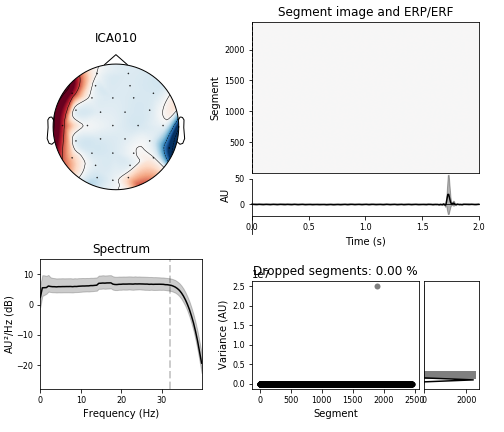 ICA010
Segment image and ERP/ERF
Segment
2000
1500
1000
500
AU
50
0
0.0 0.5 1.0 1.5 2.0
Time (s)
Spectrum
AU²/Hz (dB)
10
0
−10
−20
0 10 20 30
Frequency (Hz)
Dropped segments: 0.00 %
1e7
Variance (AU)
2.5
2.0
1.5
1.0
0.5
0.0
0 500 1000 1500 2000 2500
Segment
0 2000